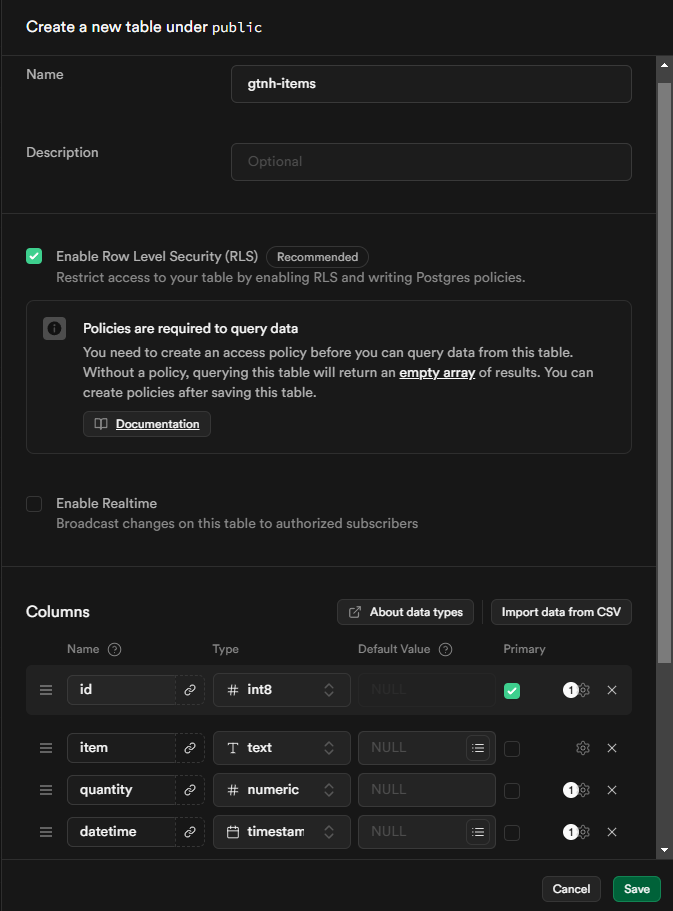 Create a new table under public
Name
gtnh-items
Description
Optional
Enable Row Level Security (RLS) Recommended
Restrict access to your table by enabling RLS and writing Postgres policies.
Policies are required to query data
You need to create an access policy before you can query data from this table.
Without a policy, querying this table will return an empty array of results. You can
create policies after saving this table.
Documentation
Enable Realtime
Broadcast changes on this table to authorized subscribers
Columns About data types Import data from CSV
Name Type Default Value Primary
id # int8 NULL 1
item T text NULL
quantity # numeric NULL 1
datetime timestam NULL 1
Cancel Save